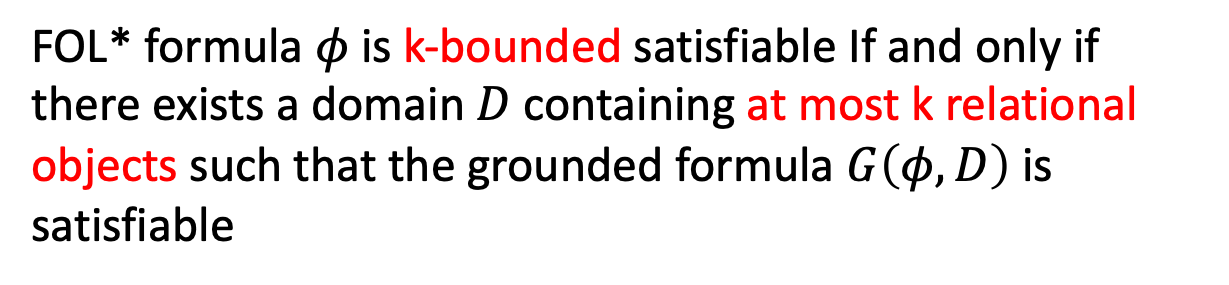 FOL* formula 𝜙 is k-bounded satisfiable If and only if
there exists a domain 𝐷 containing at most k relational
objects such that the grounded formula 𝐺(𝜙, 𝐷) is
satisfiable